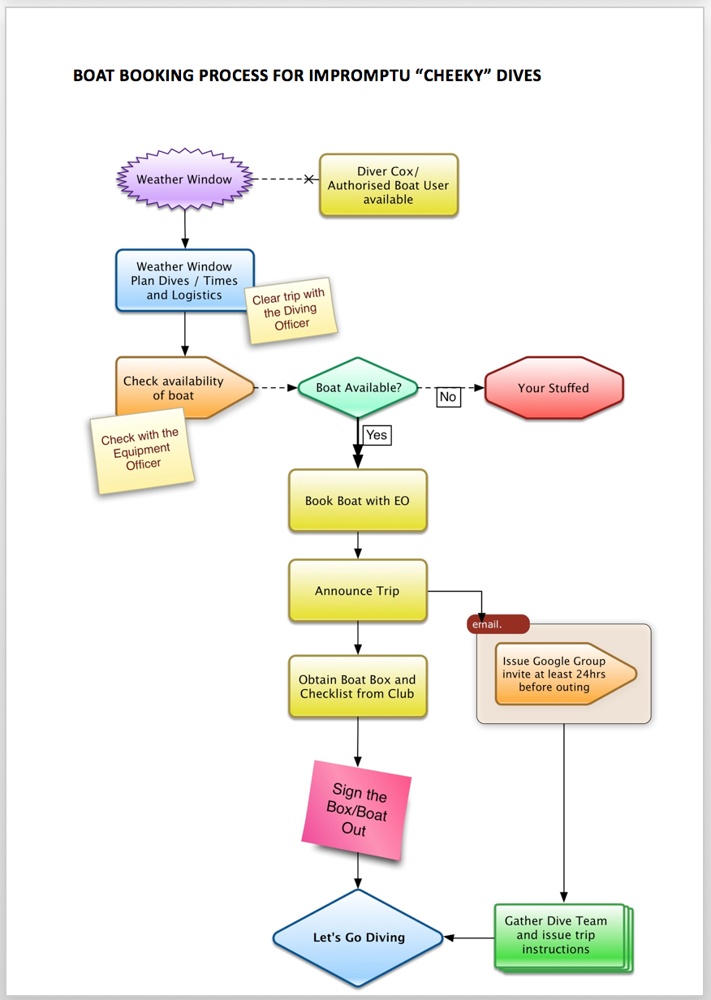 BOAT BOOKING PROCESS FOR IMPROMPTU “CHEEKY” DIVES
Weather Window
Diver Cox/
Authorised Boat User
available
Weather Window
Plan Dives / Times
and Logistics
Clear trip with
the Diving
Officer
Check availability
of boat
Boat Available?
No
Your Stuffed
Check with the
Equipment
Officer
Yes
Book Boat with EO
Announce Trip
email.
Issue Google Group
invite at least 24hrs
before outing
Obtain Boat Box and
Checklist from Club
Sign the
Box/Boat
Out
Gather Dive Team
and issue trip
instructions
Let's Go Diving